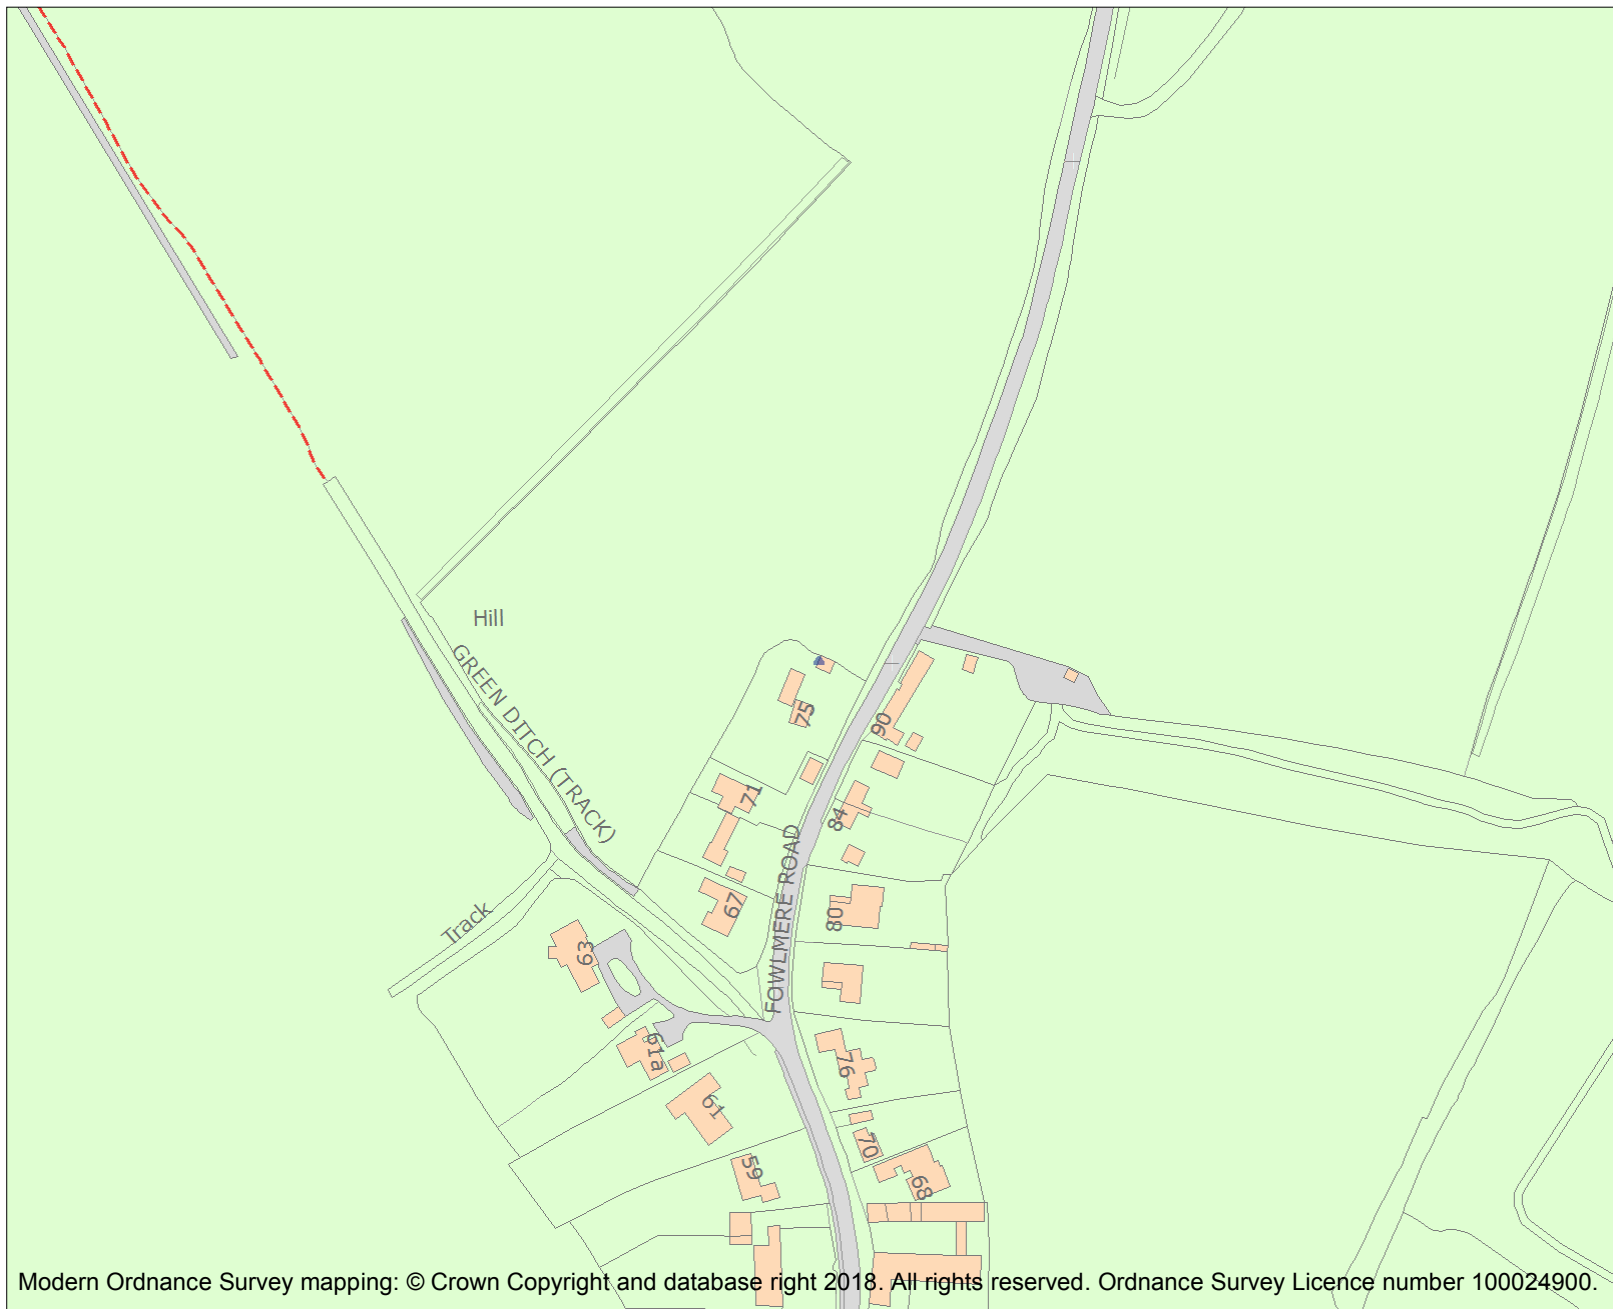 Hill
GREEN DITCH (TRACK)
75
90
71
84
FOWLMERE ROAD
67
80
Track
63
61a
76
61
70
59
68
Modern Ordnance Survey mapping: © Crown Copyright and database right 2018. All rights reserved. Ordnance Survey Licence number 100024900.